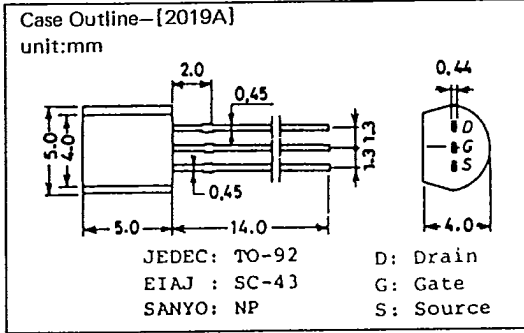 Case Outline-[2019A]
unit:mm
2.0
0.44
0,45
5.0
4.0
1.3
1.3
D
G
S
0.45
5.0
14.0
4.0
JEDEC: TO-92
EIAJ : SC-43
SANYO: NP
D: Drain
G: Gate
S: Source